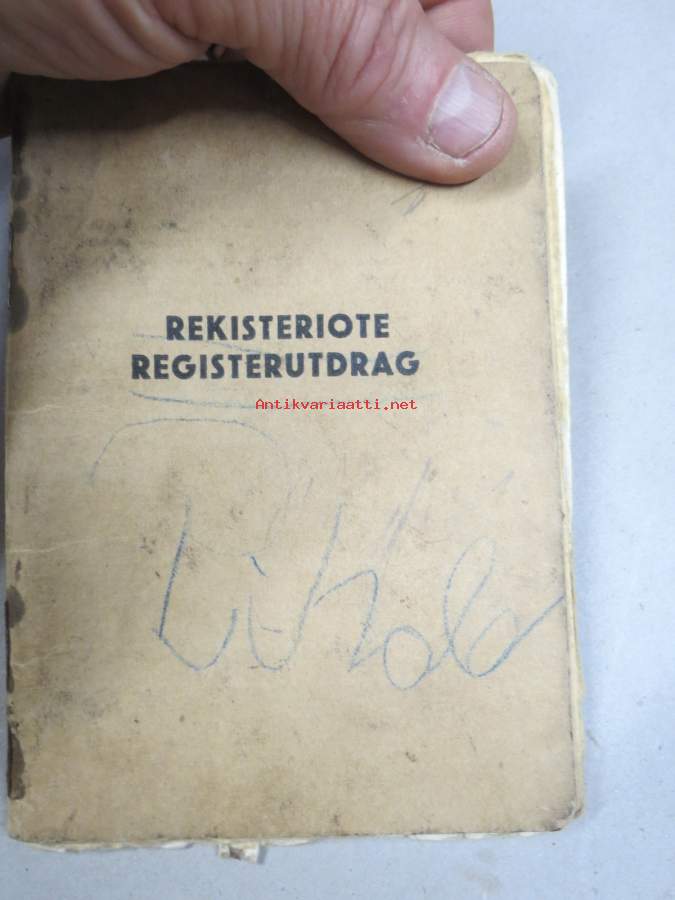 REKISTERIOTE
REGISTERUTDRAG
Antikvariaatti.net